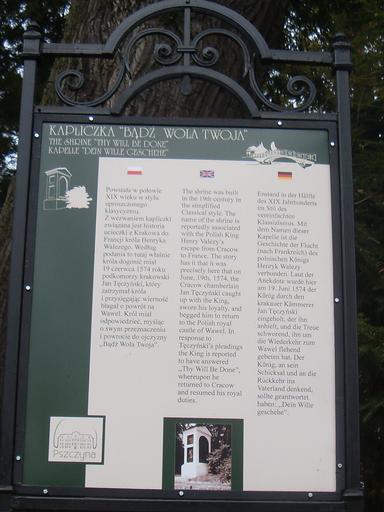 KAPLICZKA "BĄDŹ WOLA TWOJA"
THE SHRINE "THY WILL BE DONE"
KAPELLE "DEIN WILLE GESCHEHE"
Powstała w połowie
XIX wieku w stylu
uproszczonego
klasycyzmu.
Z wezwaniem kapliczki
związana jest historia
ucieczki z Krakowa do
Francji króla Henryka
Walezego. Według
podania to tutaj właśnie
króla dogonić miał
19 czerwca 1574 roku
podkomorzy krakowski
Jan Tęczyński, który
zatrzymał króla
i przysięgając wierność
błagał o powrót na
Wawel. Król miał
odpowiedzieć, myśląc
o swym przeznaczeniu
i powrocie do ojczyzny
„Bądź Wola Twoja".
The shrine was built
in the 19th century in
the simplified
Classical style. The
name of the shrine is
reportedly associated
with the Polish King
Henry Valezy's
escape from Cracow
to France. The story
has it that it was
precisely here that on
June, 19th, 1574, the
Cracow chamberlain
Jan Tęczyński caught
up with the King,
swore his loyalty, and
begged him to return
to the Polish royal
castle of Wawel. In
response to
Tęczyński's pleadings
the King is reported
to have answered
„Thy Will Be Done",
whereupon he
returned to Cracow
and resumed his royal
duties.
Enstand in der Hälfte
des XIX Jahrhunderts
im Stil des
vereinfachten
Klassizismus. Mit
dem Namen dieser
Kapelle ist die
Geschichte der Flucht
(nach Frankreich) des
polnischen Königs
Henryk Walezy
verbunden. Laut der
Anekdote wurde hier
am 19. Juni 1574 der
König durch den
krakauer Kämmerer
Jan Tęczyński
eingeholt, der ihn
anhielt, und die Treue
schwörend, ihn um
die Wiederkehr zum
Wawel flehend
gebeten hat. Der
König, an sein
Schicksal und an die
Rückkehr ins
Vaterland denkend,
sollte geantwortet
haben: „Dein Wille
geschehe".
Pszczyna